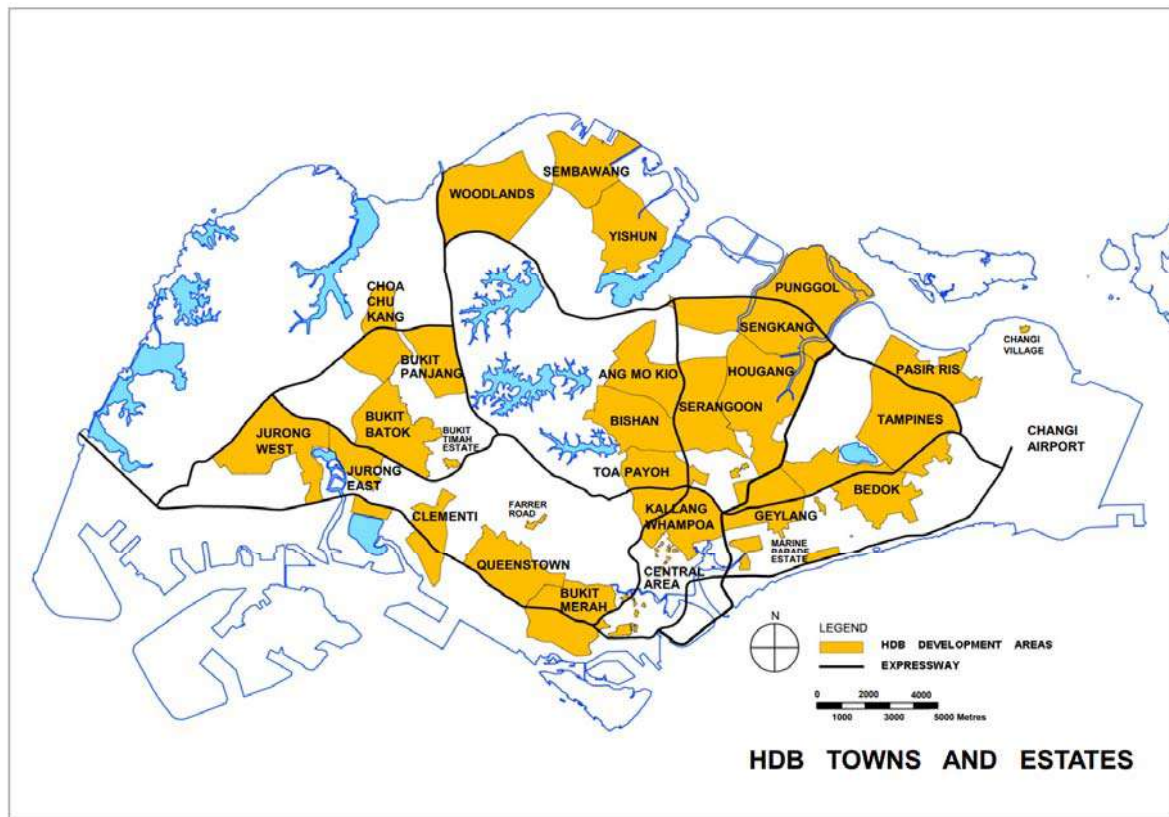 SEMBAWANG
WOODLANDS
YISHUN
CHOA
CHU
KANG
PUNGGOL
SENGKANG
CHANGI
VILLAGE
BUKIT
PANJANG
ANG MO KIO
HOUGANG
PASIR RIS
BISHAN
SERANGOON
TAMPINES
BUKIT
BATOK
BUKIT
TIMAH
ESTATE
JURONG
WEST
CHANGI
AIRPORT
TOA PAYOH
JURONG
EAST
BEDOK
FARRER
ROAD
KALLANG
WHAMPOA
CLEMENTI
GEYLANG
MARINE
PARADE
ESTATE
QUEENSTOWN
CENTRAL
AREA
BUKIT
MERAH
N
LEGEND
HDB DEVELOPMENT AREAS
EXPRESSWAY
0 2000 4000
1000 3000 5000 Metres
HDB TOWNS AND ESTATES